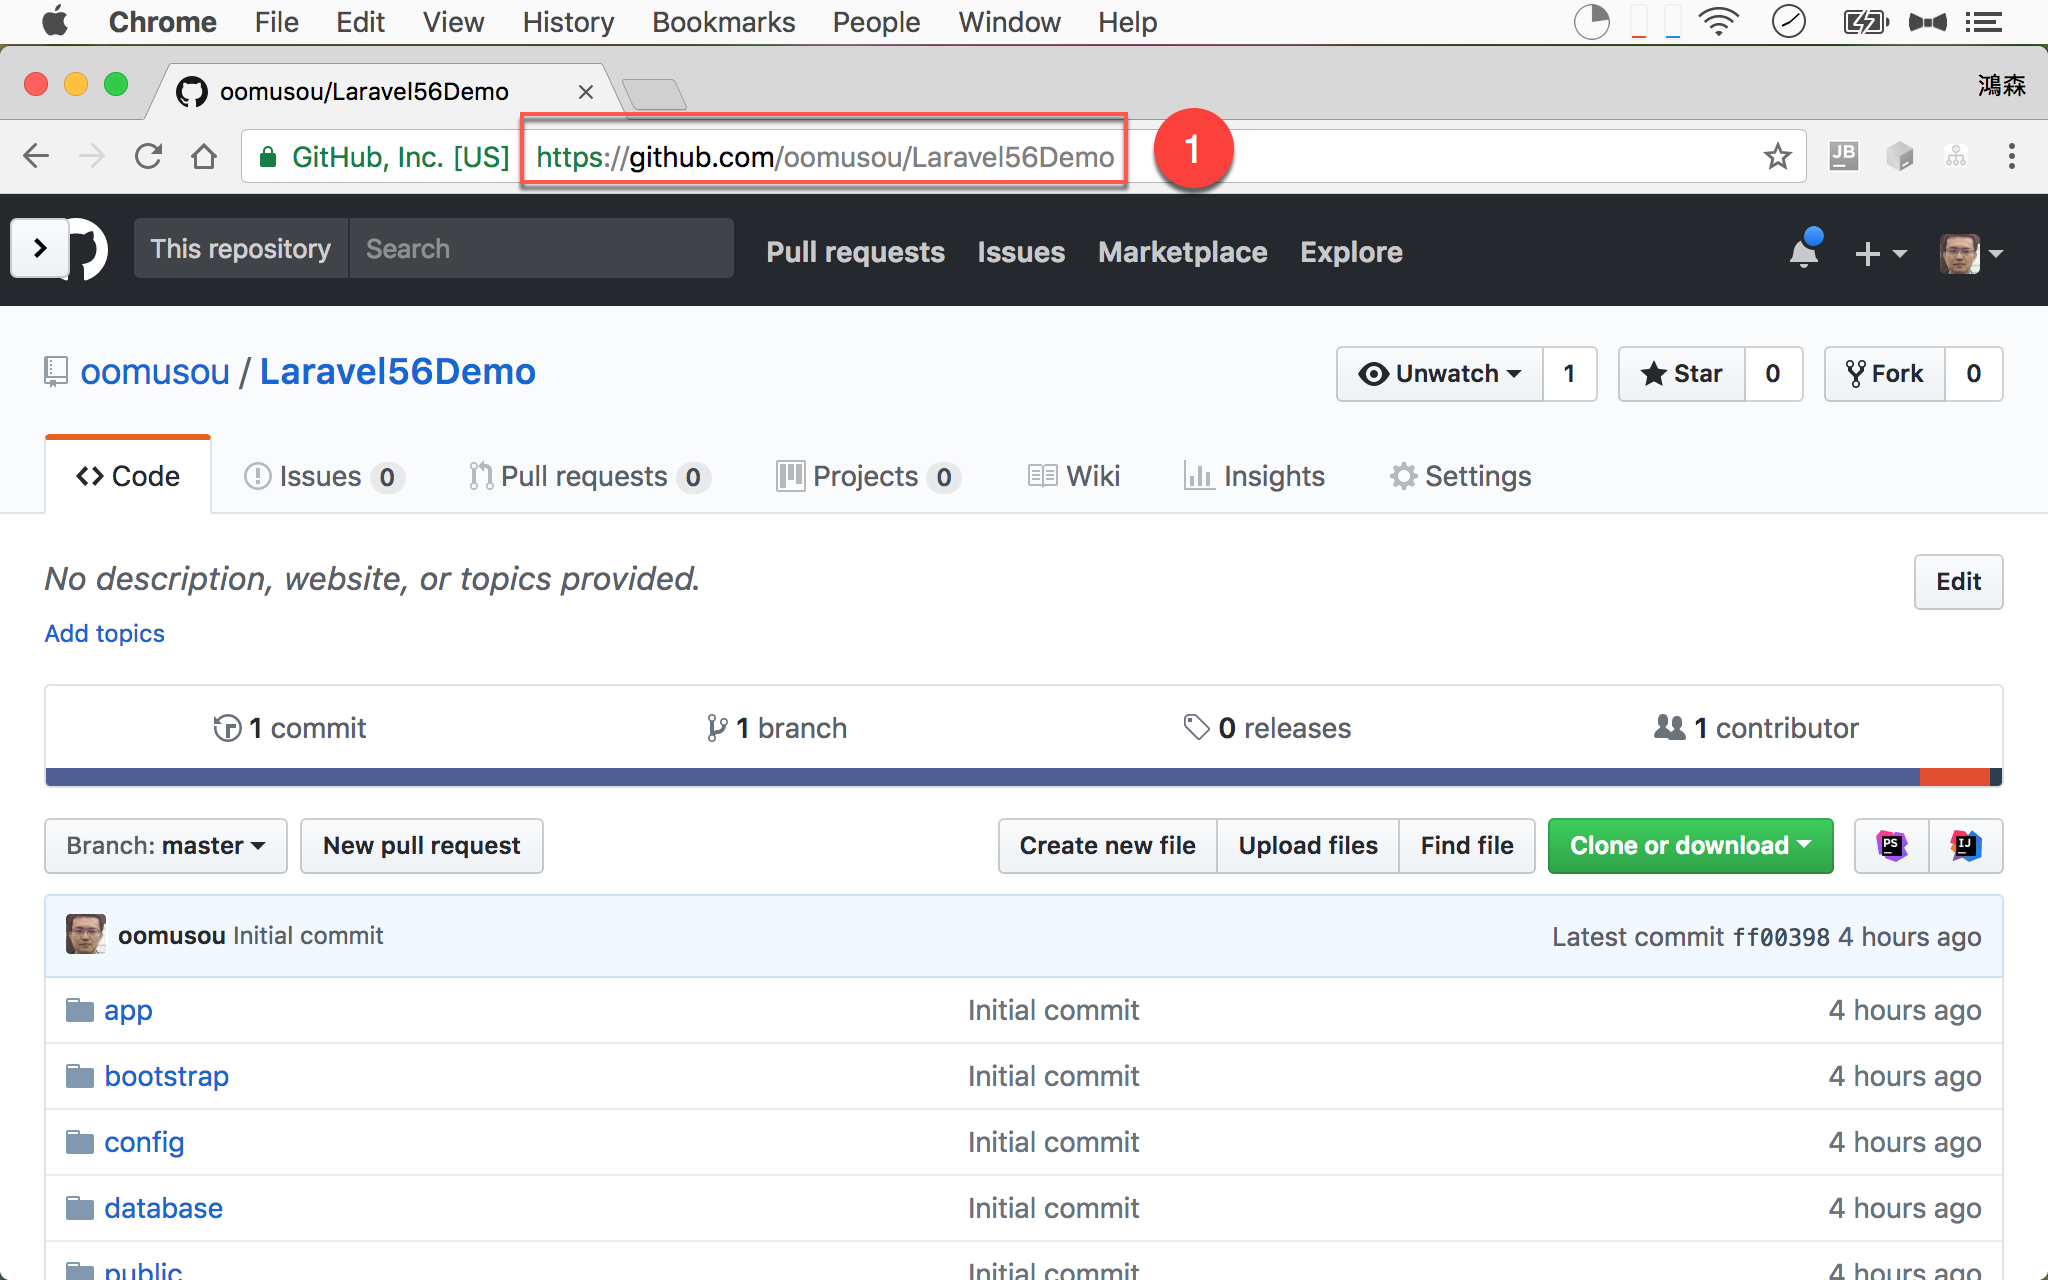 Chrome File Edit View History Bookmarks People Window Help
oomusou/Laravel56Demo
鴻森
GitHub, Inc. [US] https://github.com/oomusou/Laravel56Demo
1
JB
This repository Search Pull requests Issues Marketplace Explore
oomusou / Laravel56Demo
Unwatch 1 Star 0 Fork 0
Code Issues 0 Pull requests 0 Projects 0 Wiki Insights Settings
No description, website, or topics provided.
Edit
Add topics
1 commit 1 branch 0 releases 1 contributor
Branch: master New pull request Create new file Upload files Find file Clone or download PS IJ
oomusou Initial commit Latest commit ff00398 4 hours ago
app Initial commit 4 hours ago
bootstrap Initial commit 4 hours ago
config Initial commit 4 hours ago
database Initial commit 4 hours ago
public Initial commit 4 hours ago